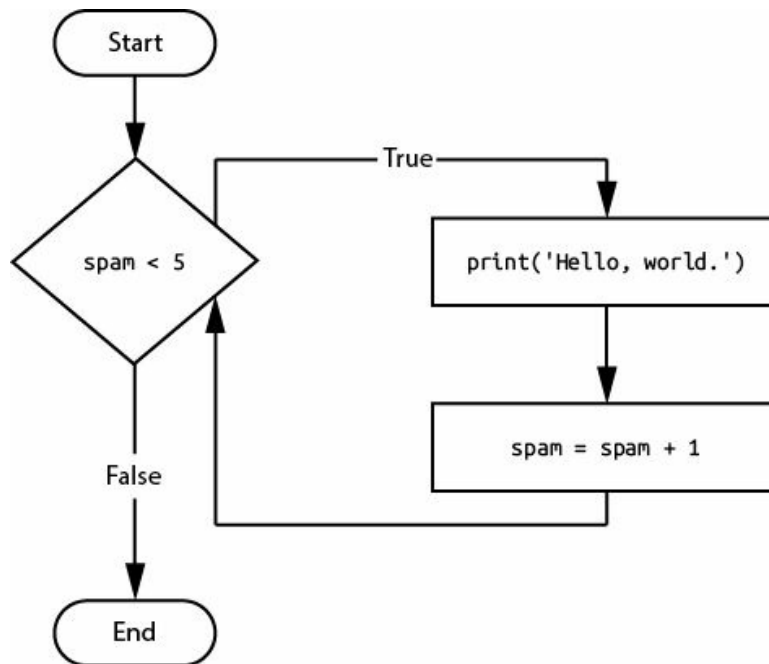 Start
True
spam < 5
print('Hello, world.')
spam = spam + 1
False
End